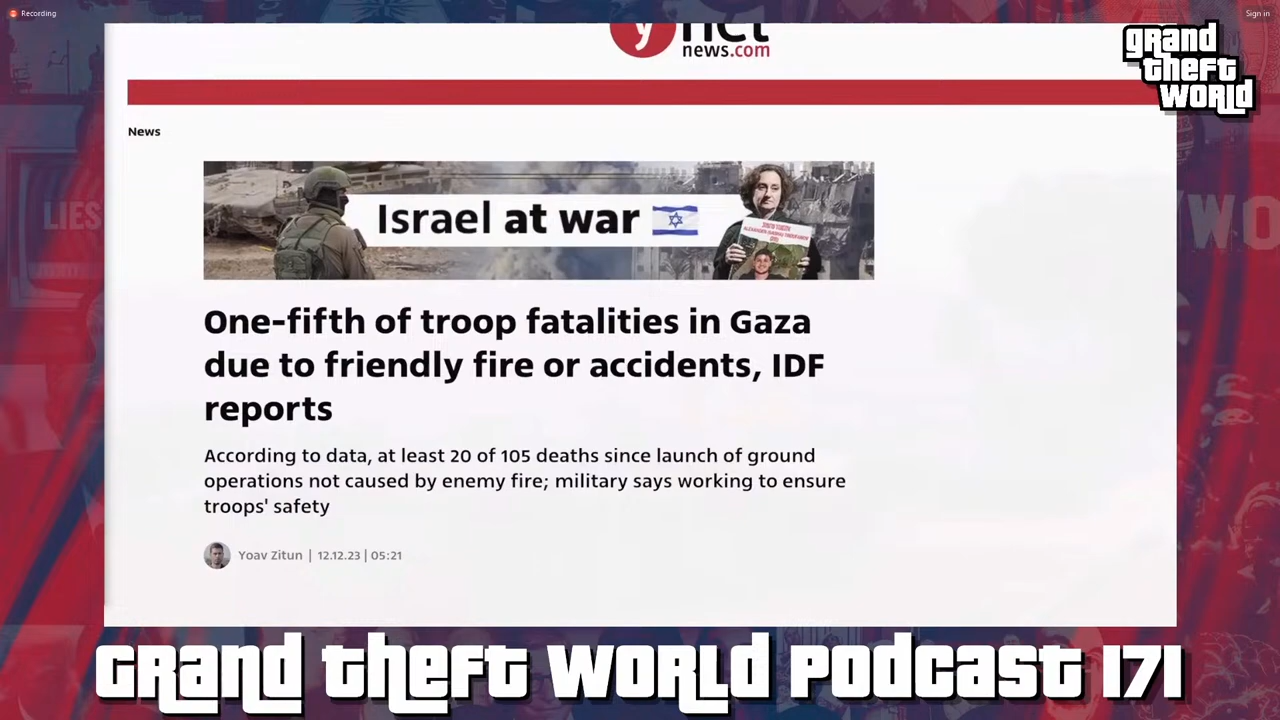 Recording
Sign in
ynet
news.com
grand
theft
WORLD
News
LIES
Israel at war
One-fifth of troop fatalities in Gaza
due to friendly fire or accidents, IDF
reports
According to data, at least 20 of 105 deaths since launch of ground
operations not caused by enemy fire; military says working to ensure
troops' safety
Yoav Zitun | 12.12.23 | 05:21
GRAND THEFT WORLD PODCAST 171